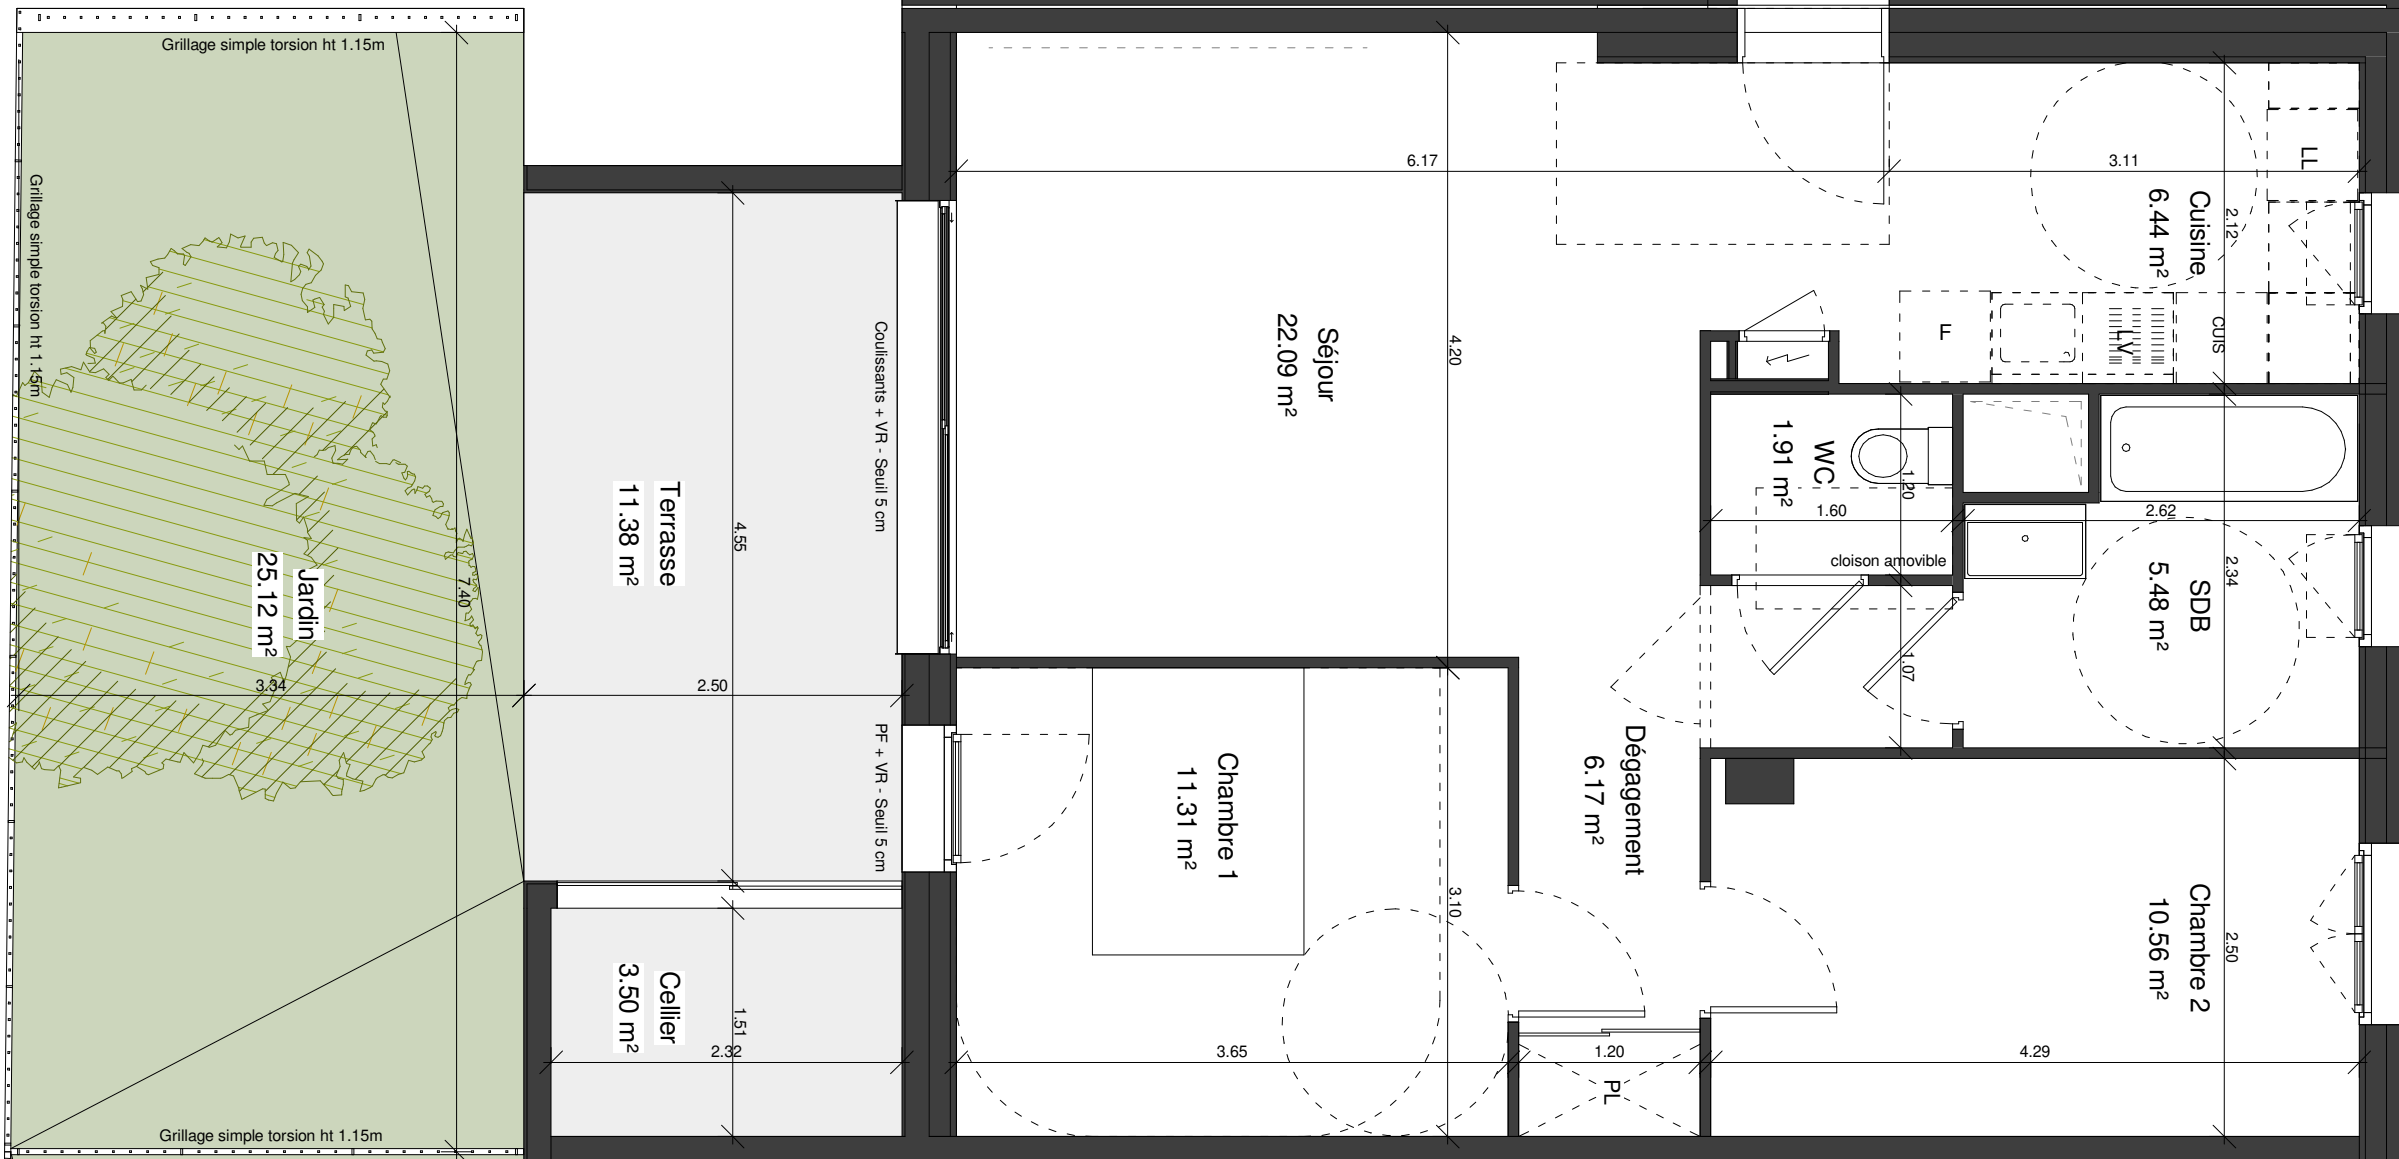 Grillage simple torsion ht 1.15m
Grillage simple torsion ht 1.15m
Jardin
25.12 m²
7.40
3.34
Grillage simple torsion ht 1.15m
Terrasse
11.38 m²
4.55
2.50
Coulissants + VR - Seuil 5 cm
PF + VR - Seuil 5 cm
Cellier
3.50 m²
1.51
2.32
6.17
Séjour
22.09 m²
4.20
3.11
Cuisine
6.44 m²
2.12
LL
F
LV
CUIS
WC
1.91 m²
1.20
1.60
cloison amovible
2.62
SDB
5.48 m²
2.34
1.07
Dégagement
6.17 m²
Chambre 1
11.31 m²
3.10
3.65
1.20
PL
Chambre 2
10.56 m²
2.50
4.29